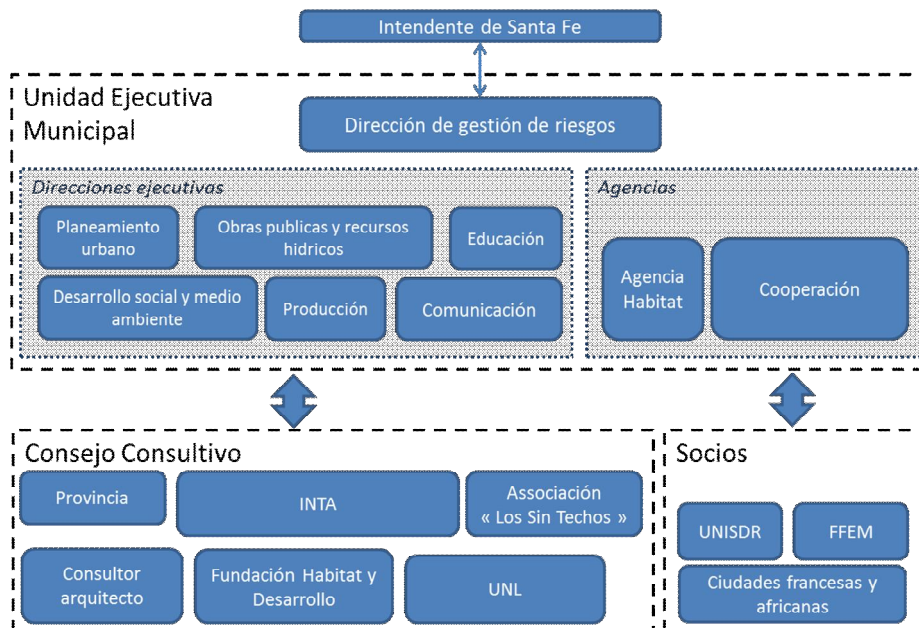 Intendente de Santa Fe
Unidad Ejecutiva
Municipal
Dirección de gestión de riesgos
Direcciones ejecutivas
Planeamiento
urbano
Obras publicas y recursos
hídricos
Educación
Desarrollo social y medio
ambiente
Producción
Comunicación
Agencias
Agencia
Habitat
Cooperación
Consejo Consultivo
Provincia
INTA
Associación
« Los Sin Techos »
Consultor
arquitecto
Fundación Habitat y
Desarrollo
UNL
Socios
UNISDR
FFEM
Ciudades francesas y
africanas